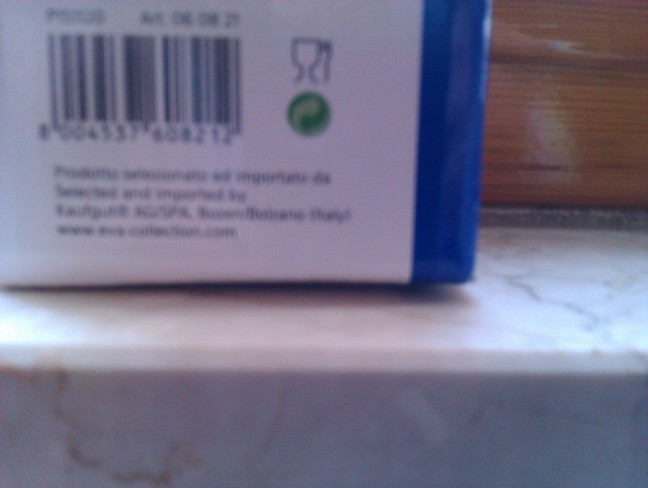 PY0120 Art. 06 08 21
8 004537 608212
Prodotto selezionato ed importato da
Selected and imported by
Kaufgut® AG/SPA, Bozen/Bolzano (Italy)
www.eva-collection.com